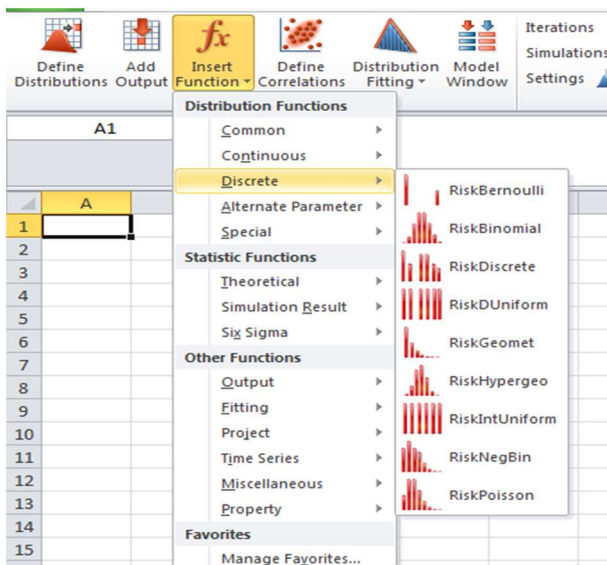 Define Distributions
Add Output
Insert Function
Define Correlations
Distribution Fitting
Model Window
Iterations
Simulations
Settings
A1
Distribution Functions
Common
Continuous
Discrete
Alternate Parameter
Special
Statistic Functions
Theoretical
Simulation Result
Six Sigma
Other Functions
Output
Fitting
Project
Time Series
Miscellaneous
Property
Favorites
Manage Favorites...
RiskBernoulli
RiskBinomial
RiskDiscrete
RiskDUniform
RiskGeomet
RiskHypergeo
RiskIntUniform
RiskNegBin
RiskPoisson
A
1
2
3
4
5
6
7
8
9
10
11
12
13
14
15